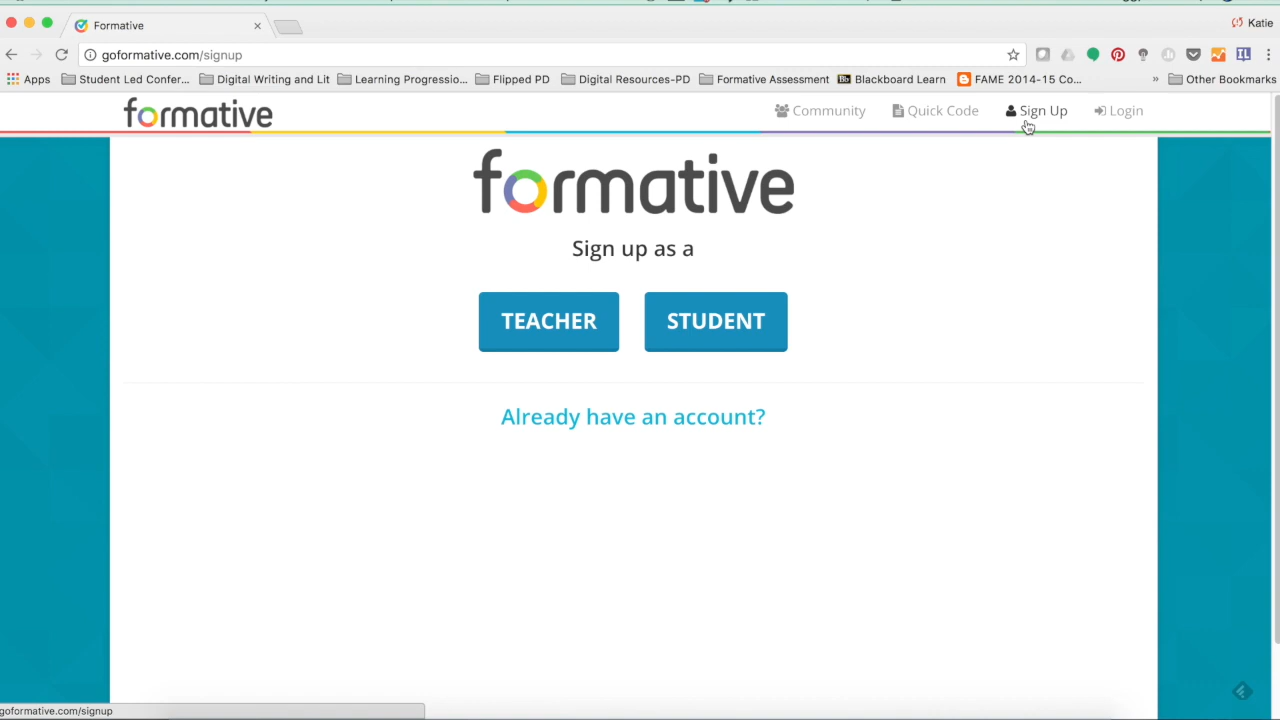 Formative
Katie
goformative.com/signup
Apps Student Led Confer... Digital Writing and Lit Learning Progressio... Flipped PD Digital Resources-PD Formative Assessment Bb Blackboard Learn FAME 2014-15 Co... » Other Bookmarks
formative Community Quick Code Sign Up Login
formative
Sign up as a
TEACHER STUDENT
Already have an account?
goformative.com/signup